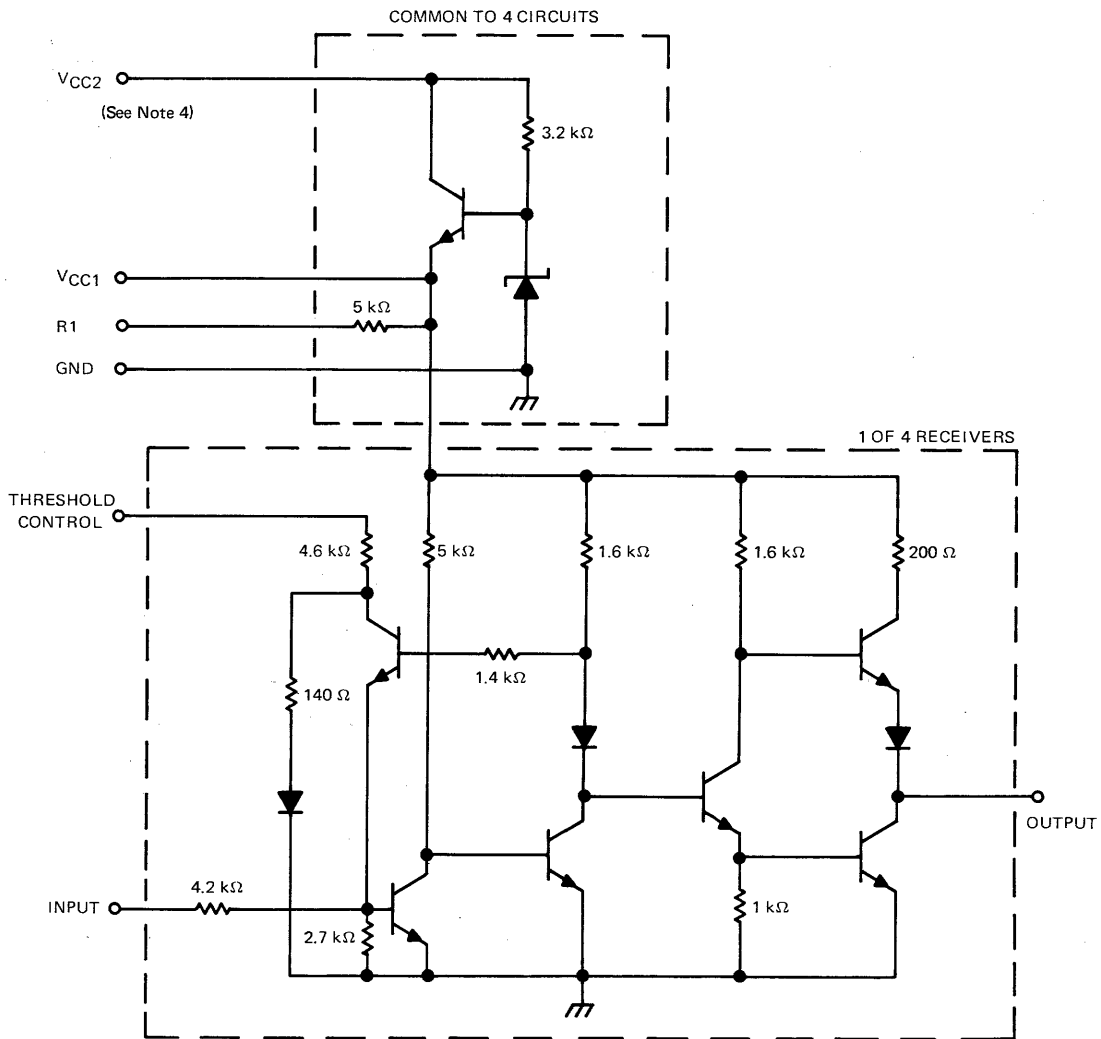 COMMON TO 4 CIRCUITS
VCC2
(See Note 4)
3.2 kΩ
VCC1
5 kΩ
R1
GND
1 OF 4 RECEIVERS
THRESHOLD
CONTROL
4.6 kΩ
5 kΩ
1.6 kΩ
1.6 kΩ
200 Ω
1.4 kΩ
140 Ω
OUTPUT
4.2 kΩ
INPUT
2.7 kΩ
1 kΩ